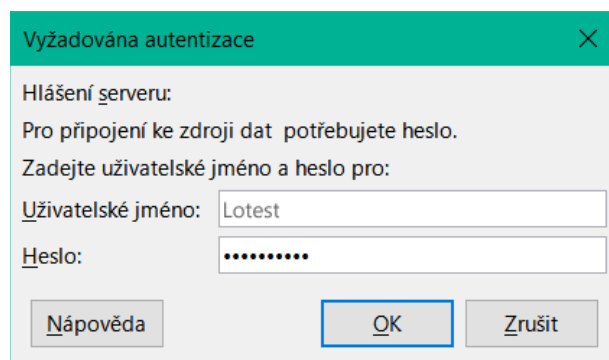 Vyžadována autentizace
Hlášení serveru:
Pro připojení ke zdroji dat  potřebujete heslo.
Zadejte uživatelské jméno a heslo pro:
Uživatelské jméno: Lotest
Heslo: ••••••••••
Nápověda OK Zrušit